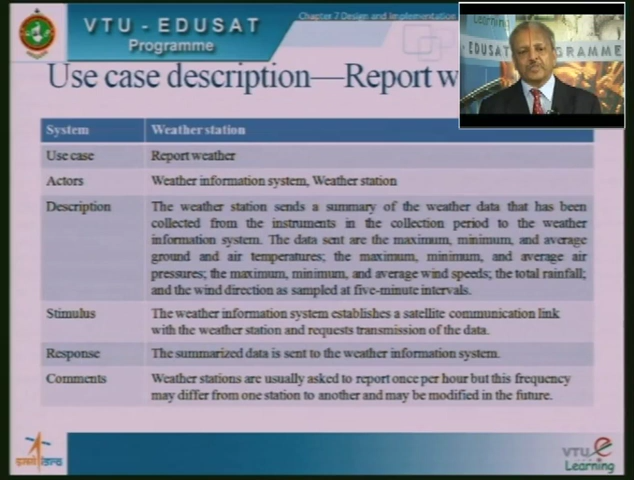 Chapter 7 Design and Implementation
VTU - EDUSAT
Programme
Learning
EDUSAT PROGRAMME
Use case description—Report w
System Weather station
Use case Report weather
Actors Weather information system, Weather station
Description The weather station sends a summary of the weather data that has been
collected from the instruments in the collection period to the weather
information system. The data sent are the maximum, minimum, and average
ground and air temperatures; the maximum, minimum, and average air
pressures; the maximum, minimum, and average wind speeds; the total rainfall;
and the wind direction as sampled at five-minute intervals.
Stimulus The weather information system establishes a satellite communication link
with the weather station and requests transmission of the data.
Response The summarized data is sent to the weather information system.
Comments Weather stations are usually asked to report once per hour but this frequency
may differ from one station to another and may be modified in the future.
VTU e
Learning